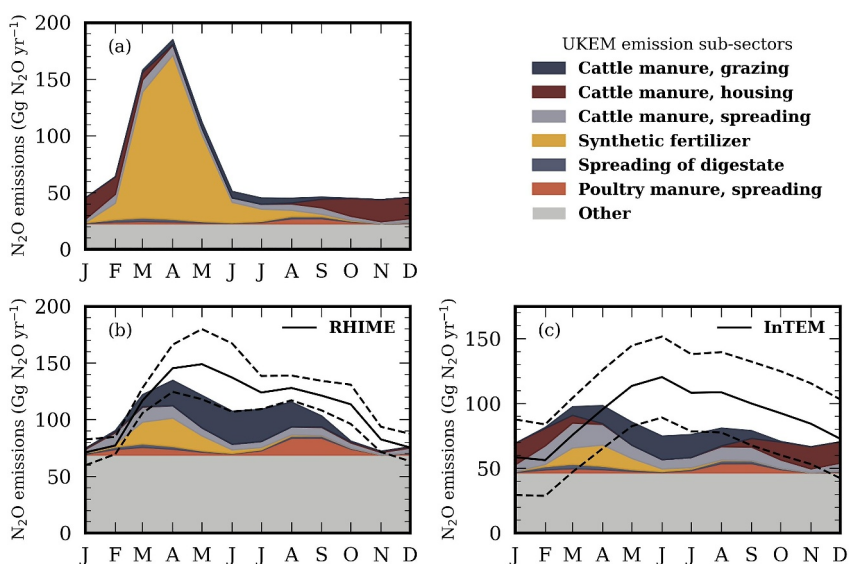 200
150
100
50
0
N₂O emissions (Gg N₂O yr⁻¹)
(a)
J F M A M J J A S O N D
UKEM emission sub-sectors
Cattle manure, grazing
Cattle manure, housing
Cattle manure, spreading
Synthetic fertilizer
Spreading of digestate
Poultry manure, spreading
Other
200
150
100
50
0
N₂O emissions (Gg N₂O yr⁻¹)
(b)
RHIME
J F M A M J J A S O N D
150
100
50
0
N₂O emissions (Gg N₂O yr⁻¹)
(c)
InTEM
J F M A M J J A S O N D